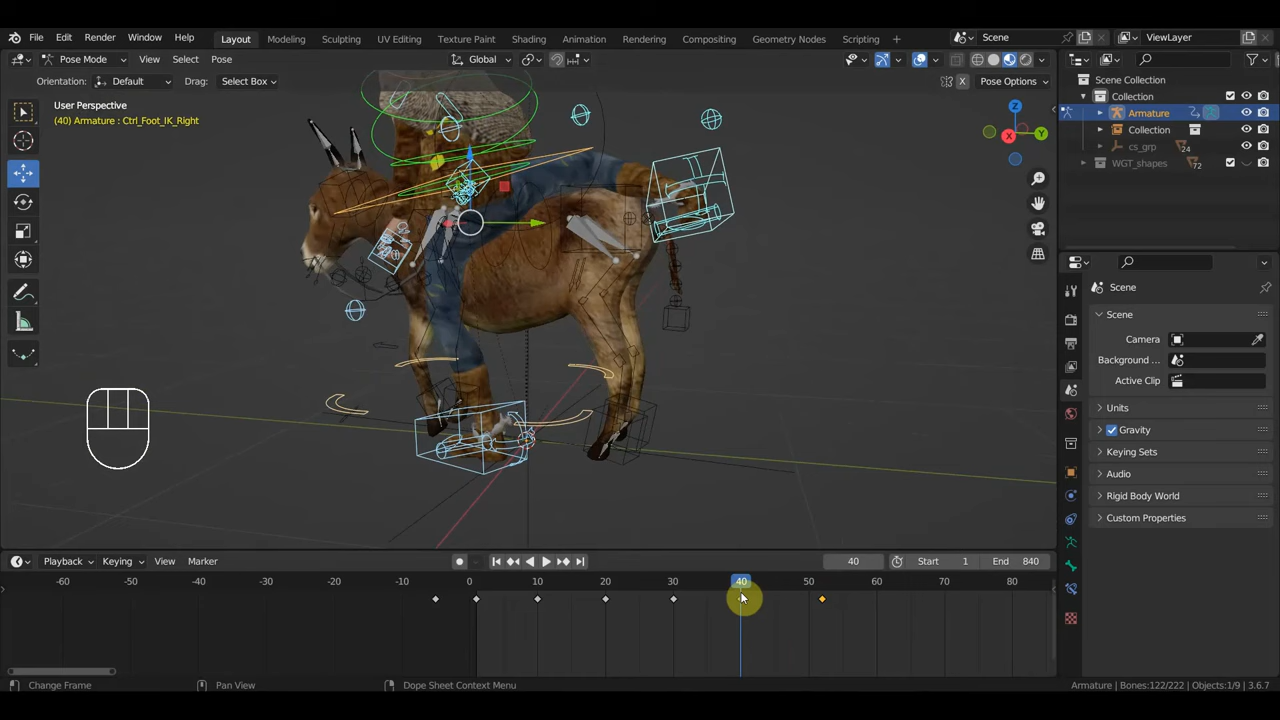 File Edit Render Window Help Layout Modeling Sculpting UV Editing Texture Paint Shading Animation Rendering Compositing Geometry Nodes Scripting + Scene ViewLayer
Pose Mode View Select Pose Global
Orientation: Default Drag: Select Box X Pose Options
User Perspective
(40) Armature : Ctrl_Foot_IK_Right
Scene Collection
Collection
Armature
Collection
cs_grp 24
WGT_shapes 72
Z
X
Y
Scene
Scene
Camera
Background ...
Active Clip
Units
Gravity
Keying Sets
Audio
Rigid Body World
Custom Properties
Playback Keying View Marker 40 Start 1 End 840
-60 -50 -40 -30 -20 -10 0 10 20 30 40 50 60 70 80
Change Frame Pan View Dope Sheet Context Menu Armature | Bones:122/222 | Objects:1/9 | 3.6.7